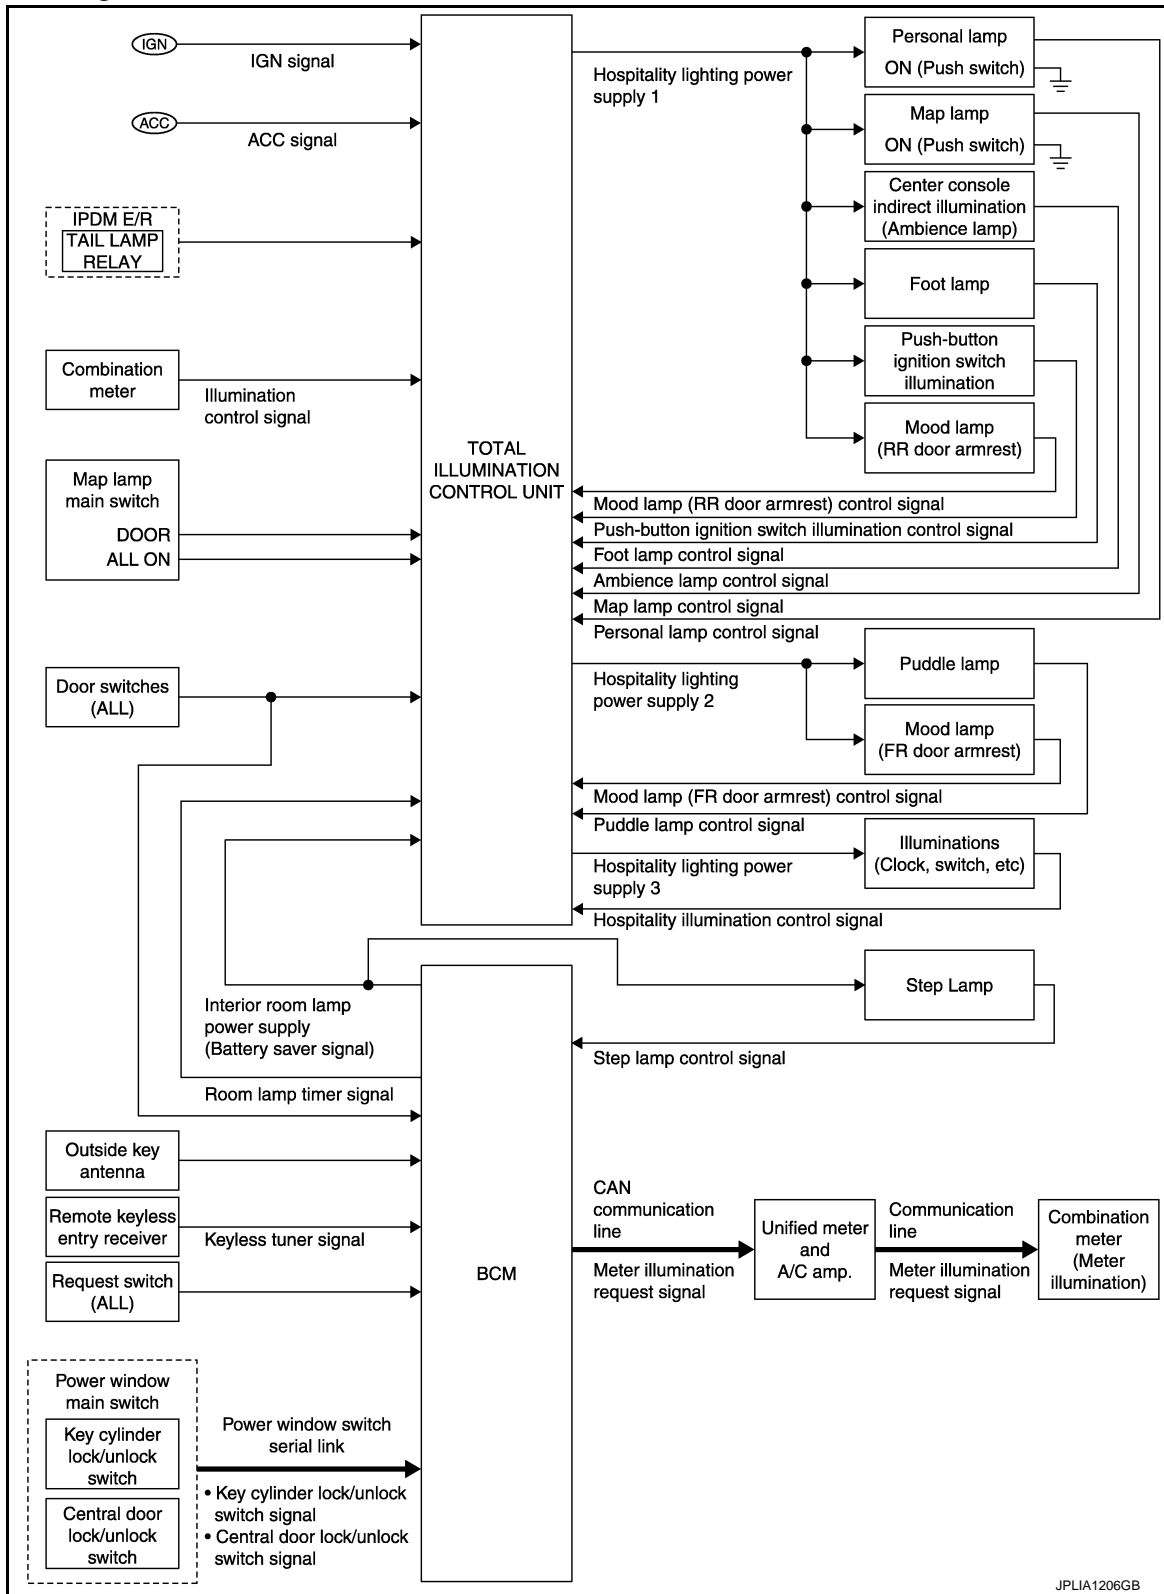 IGN
IGN signal
ACC
ACC signal
IPDM E/R
TAIL LAMP
RELAY
Combination
meter
Illumination
control signal
Map lamp
main switch
DOOR
ALL ON
Door switches
(ALL)
TOTAL
ILLUMINATION
CONTROL UNIT
Hospitality lighting power
supply 1
Personal lamp
ON (Push switch)
Map lamp
ON (Push switch)
Center console
indirect illumination
(Ambience lamp)
Foot lamp
Push-button
ignition switch
illumination
Mood lamp
(RR door armrest)
Mood lamp (RR door armrest) control signal
Push-button ignition switch illumination control signal
Foot lamp control signal
Ambience lamp control signal
Map lamp control signal
Personal lamp control signal
Hospitality lighting
power supply 2
Puddle lamp
Mood lamp
(FR door armrest)
Mood lamp (FR door armrest) control signal
Puddle lamp control signal
Hospitality lighting power
supply 3
Illuminations
(Clock, switch, etc)
Hospitality illumination control signal
Interior room lamp
power supply
(Battery saver signal)
Room lamp timer signal
Step Lamp
Step lamp control signal
Outside key
antenna
Remote keyless
entry receiver
Keyless tuner signal
Request switch
(ALL)
BCM
CAN
communication
line
Meter illumination
request signal
Unified meter
and
A/C amp.
Communication
line
Meter illumination
request signal
Combination
meter
(Meter
illumination)
Power window
main switch
Key cylinder
lock/unlock
switch
Central door
lock/unlock
switch
Power window switch
serial link
• Key cylinder lock/unlock
switch signal
• Central door lock/unlock
switch signal
JPLIA1206GB